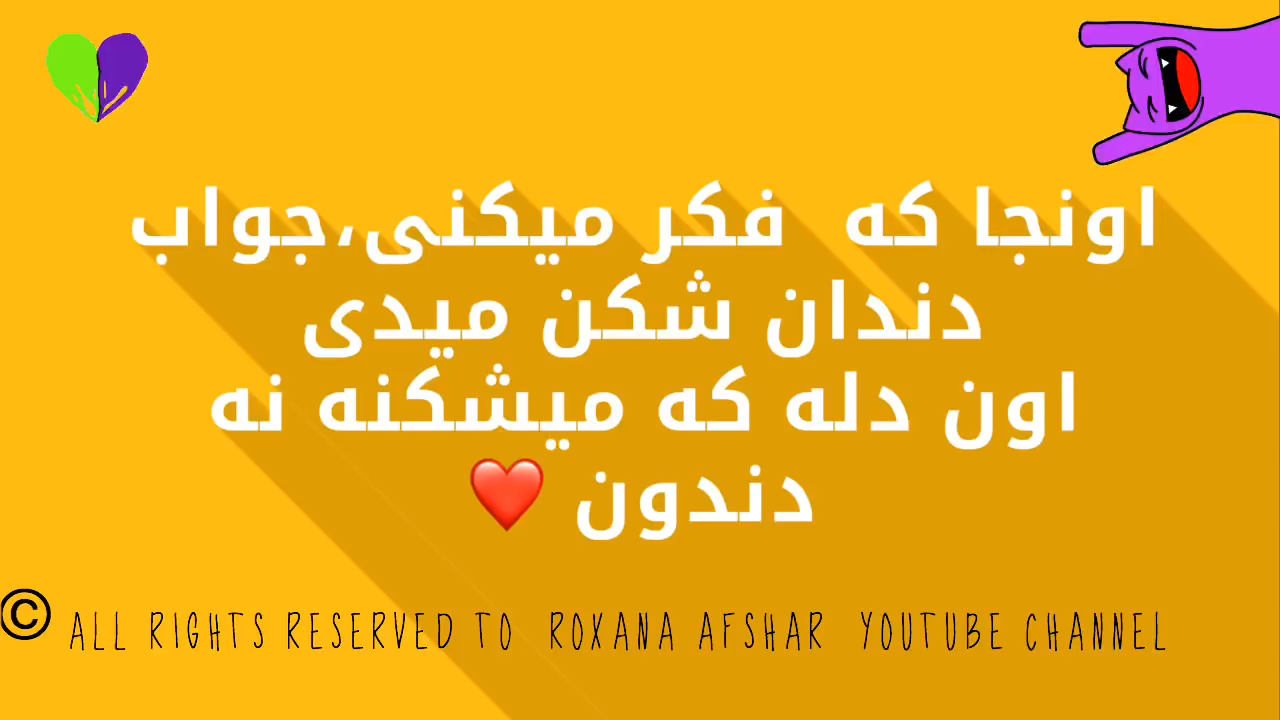 اونجا که فکر میکنی،جواب
دندان شکن میدی
اون دله که میشکنه نه
دندون ❤️
© ALL RIGHTS RESERVED TO ROXANA AFSHAR YOUTUBE CHANNEL